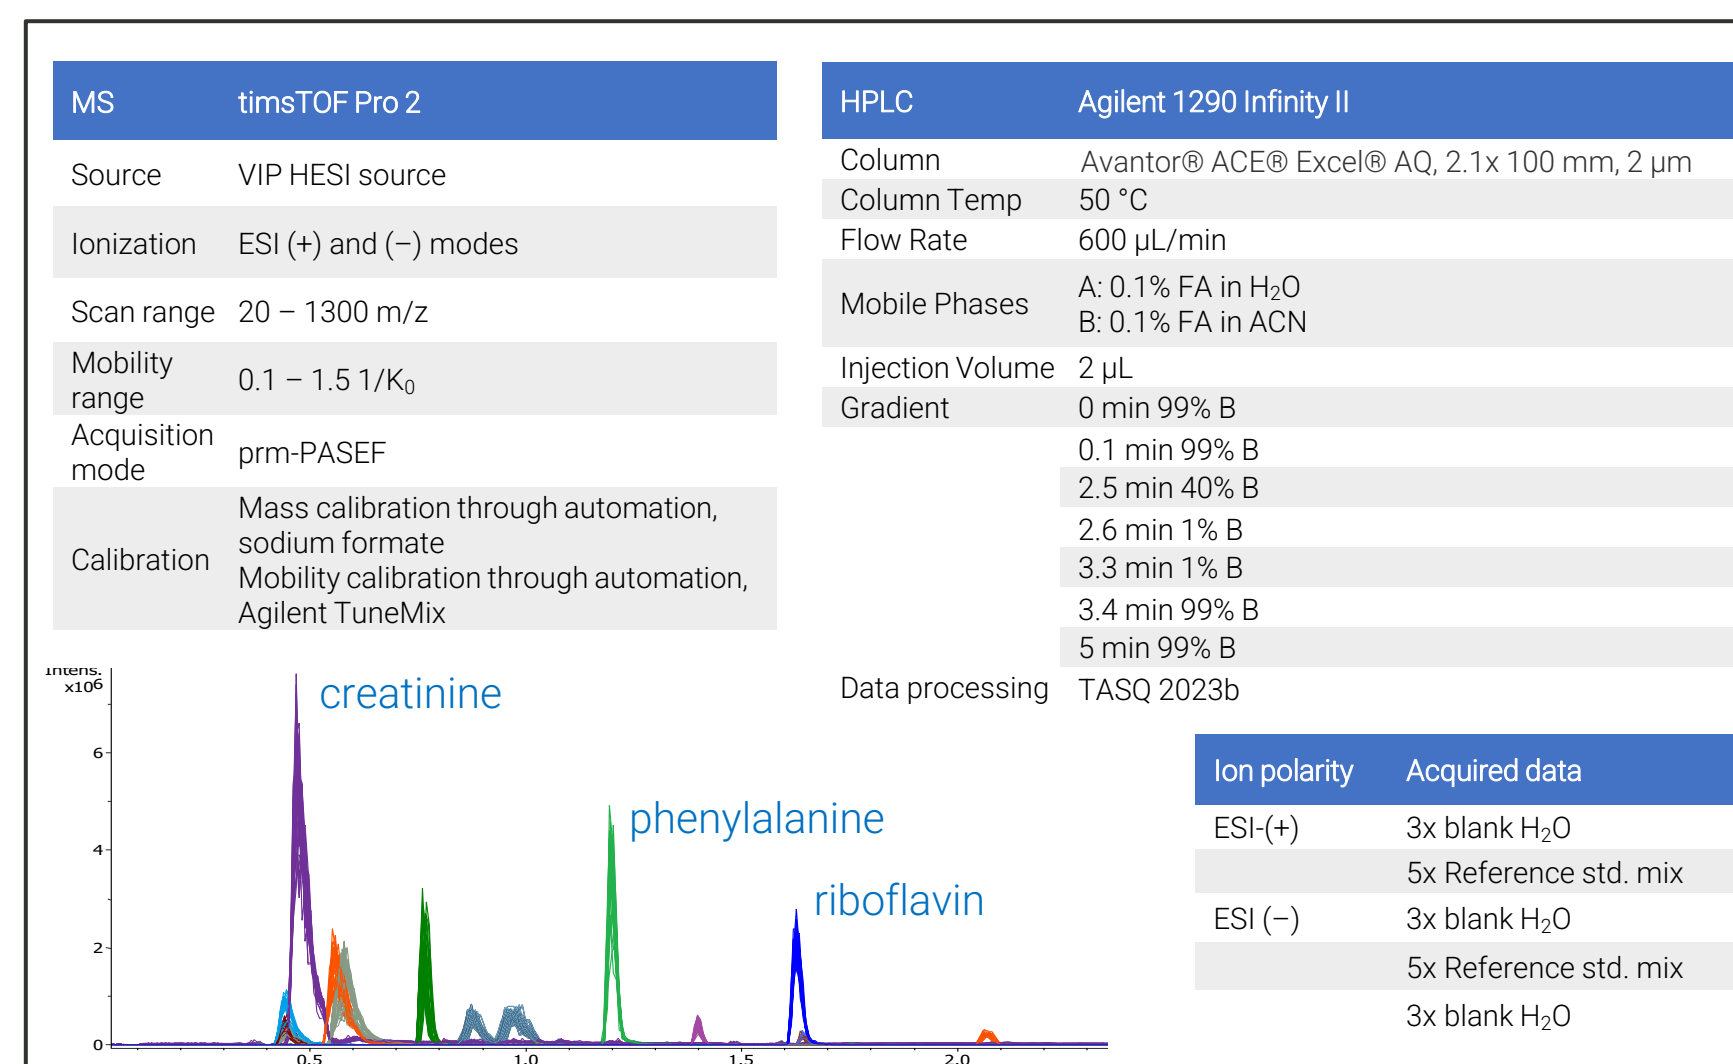 MS timsTOF Pro 2
Source VIP HESI source
Ionization ESI (+) and (–) modes
Scan range 20 – 1300 m/z
Mobility
range
0.1 – 1.5 1/K₀
Acquisition
mode
prm-PASEF
Calibration
Mass calibration through automation,
sodium formate
Mobility calibration through automation,
Agilent TuneMix
HPLC Agilent 1290 Infinity II
Column Avantor® ACE® Excel® AQ, 2.1x 100 mm, 2 µm
Column Temp 50 °C
Flow Rate 600 µL/min
Mobile Phases
A: 0.1% FA in H₂O
B: 0.1% FA in ACN
Injection Volume 2 µL
Gradient 0 min 99% B
0.1 min 99% B
2.5 min 40% B
2.6 min 1% B
3.3 min 1% B
3.4 min 99% B
5 min 99% B
Data processing TASQ 2023b
Intens.
x10⁶
6
4
2
0
creatinine
phenylalanine
riboflavin
0.5 1.0 1.5 2.0
Ion polarity Acquired data
ESI-(+) 3x blank H₂O
5x Reference std. mix
ESI (–) 3x blank H₂O
5x Reference std. mix
3x blank H₂O